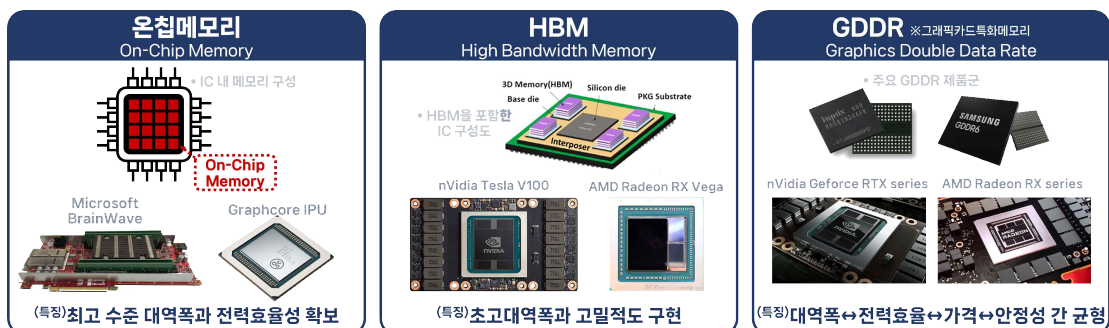 온칩메모리
On-Chip Memory
• IC 내 메모리 구성
On-Chip
Memory
Microsoft
BrainWave
Graphcore IPU
(특징)최고 수준 대역폭과 전력효율성 확보
HBM
High Bandwidth Memory
3D Memory(HBM)
Silicon die
Base die
PKG Substrate
• HBM을 포함한
IC 구성도
Interposer
nVidia Tesla V100
AMD Radeon RX Vega
NVIDIA
(특징)초고대역폭과 고밀적도 구현
GDDR ※그래픽카드특화메모리
Graphics Double Data Rate
• 주요 GDDR 제품군
SAMSUNG
GDDR6
nVidia Geforce RTX series
AMD Radeon RX series
NVIDIA
AMD
RADEON
(특징)대역폭↔전력효율↔가격↔안정성 간 균형